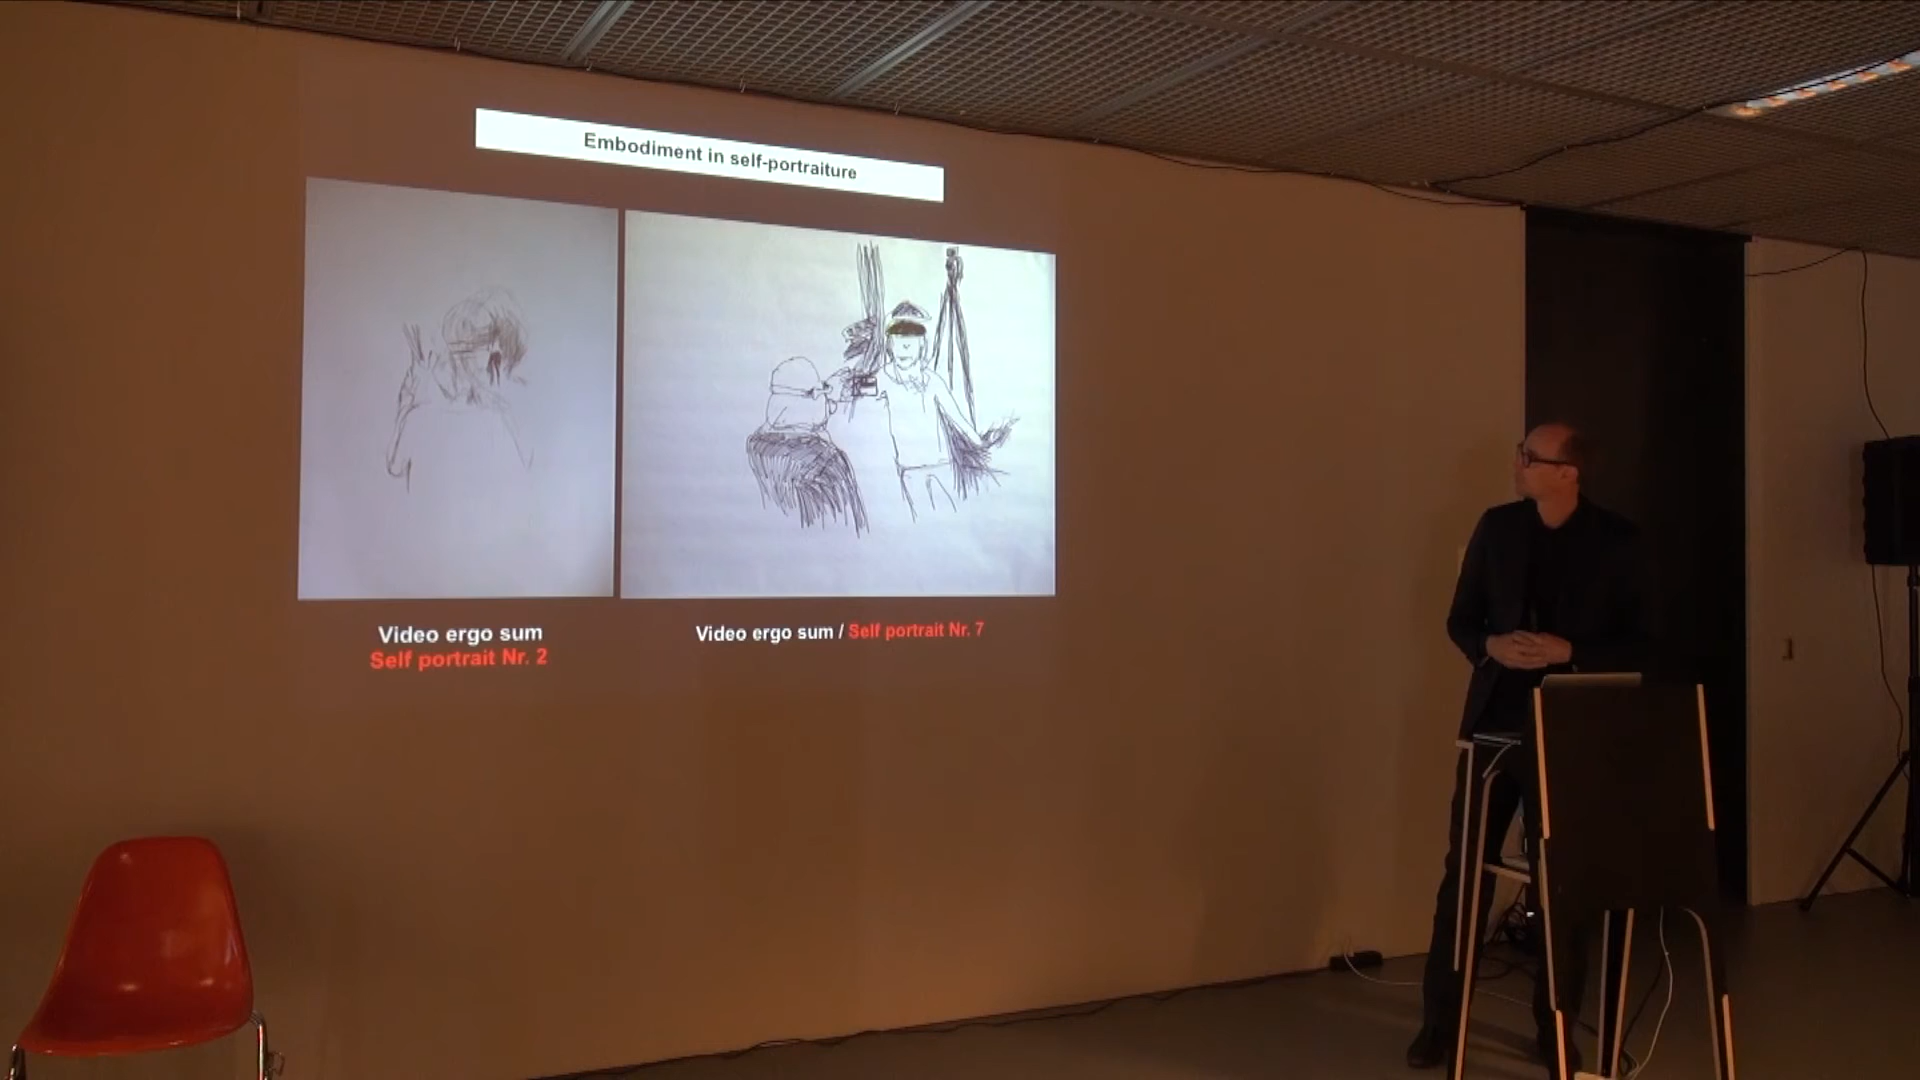 Embodiment in self-portraiture
Video ergo sum
Self portrait Nr. 2
Video ergo sum / Self portrait Nr. 7